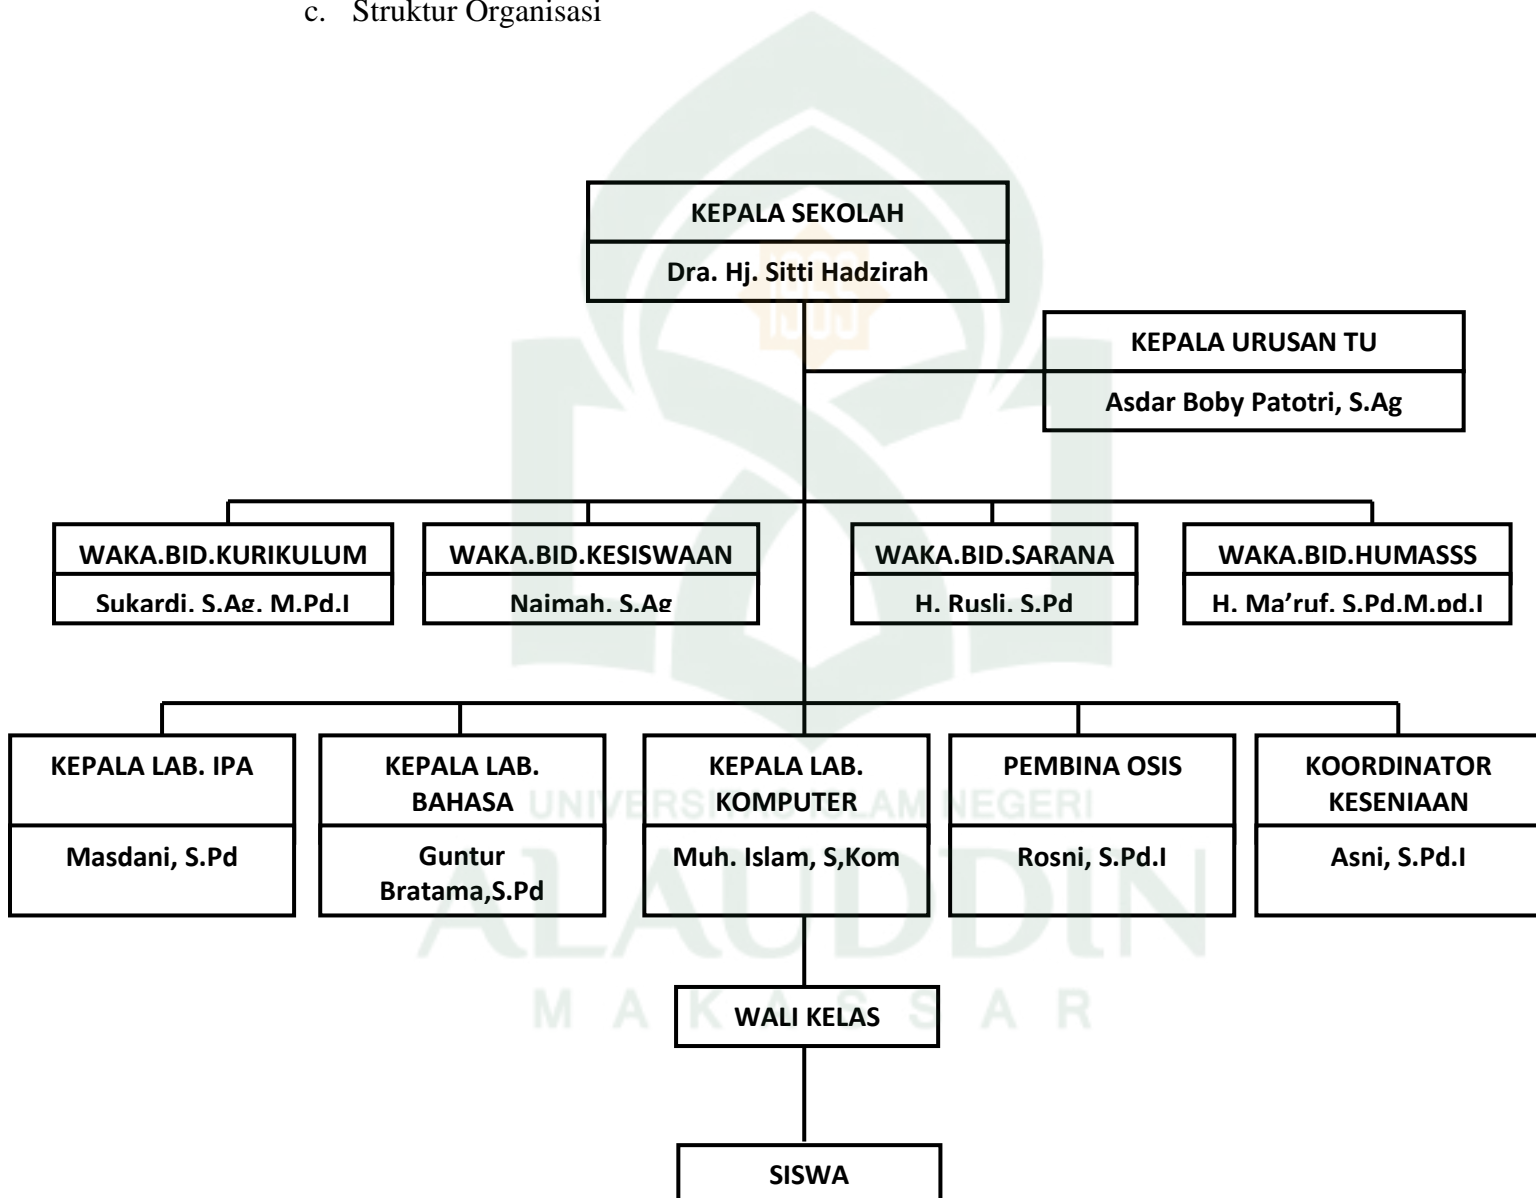 c. Struktur Organisasi
KEPALA SEKOLAH
Dra. Hj. Sitti Hadzirah
KEPALA URUSAN TU
Asdar Boby Patotri, S.Ag
WAKA.BID.KURIKULUM
Sukardi, S.Ag, M.Pd.I
WAKA.BID.KESISWAAN
Naimah, S.Ag
WAKA.BID.SARANA
H. Rusli, S.Pd
WAKA.BID.HUMASSS
H. Ma’ruf, S.Pd.M.pd.I
KEPALA LAB. IPA
Masdani, S.Pd
KEPALA LAB.
BAHASA
Guntur
Bratama,S.Pd
KEPALA LAB.
KOMPUTER
Muh. Islam, S,Kom
PEMBINA OSIS
Rosni, S.Pd.I
KOORDINATOR
KESENIAAN
Asni, S.Pd.I
WALI KELAS
SISWA
1965
UNIVERSITAS ISLAM NEGERI
ALAUDDIN
MAKASSAR